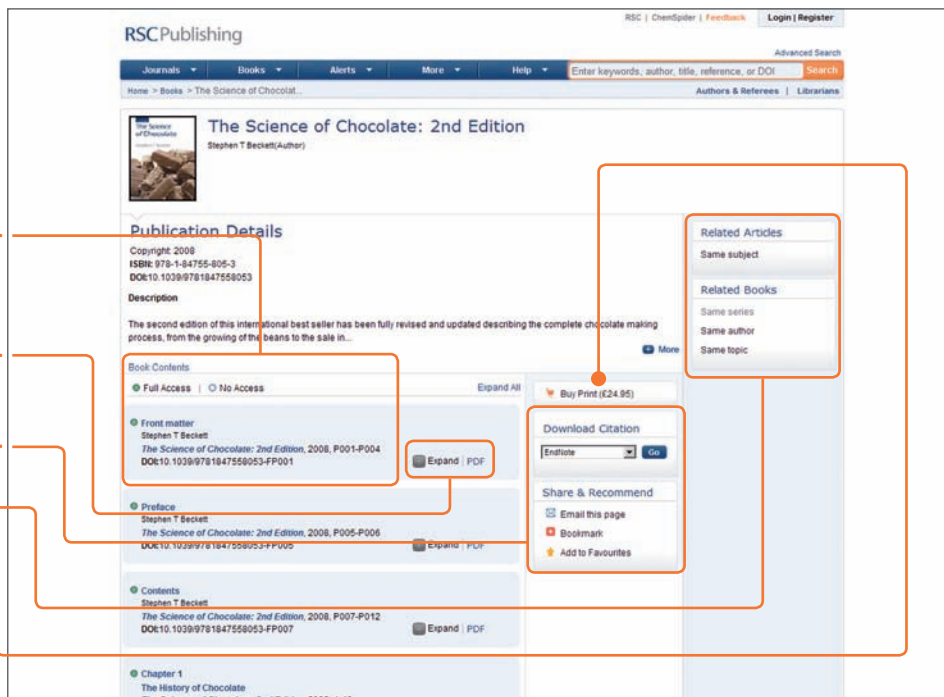 RSC | ChemSpider | Feedback Login | Register
RSCPublishing
Advanced Search
Journals Books Alerts More Help Enter keywords, author, title, reference, or DOI Search
Home > Books > The Science of Chocolat... Authors & Referees | Librarians
The Science of Chocolate
The Science of Chocolate: 2nd Edition
Stephen T Beckett(Author)
Publication Details
Copyright: 2008
ISBN: 978-1-84755-805-3
DOI:10.1039/9781847558053
Description
The second edition of this international best seller has been fully revised and updated describing the complete chocolate making
process, from the growing of the beans to the sale in...
More
Book Contents
Full Access | No Access Expand All
Front matter
Stephen T Beckett
The Science of Chocolate: 2nd Edition, 2008, P001-P004
DOI:10.1039/9781847558053-FP001
Expand | PDF
Preface
Stephen T Beckett
The Science of Chocolate: 2nd Edition, 2008, P005-P006
DOI:10.1039/9781847558053-FP005
Expand | PDF
Contents
Stephen T Beckett
The Science of Chocolate: 2nd Edition, 2008, P007-P012
DOI:10.1039/9781847558053-FP007
Expand | PDF
Chapter 1
The History of Chocolate
Buy Print (£24.95)
Download Citation
EndNote Go
Share & Recommend
Email this page
Bookmark
Add to Favourites
Related Articles
Same subject
Related Books
Same series
Same author
Same topic